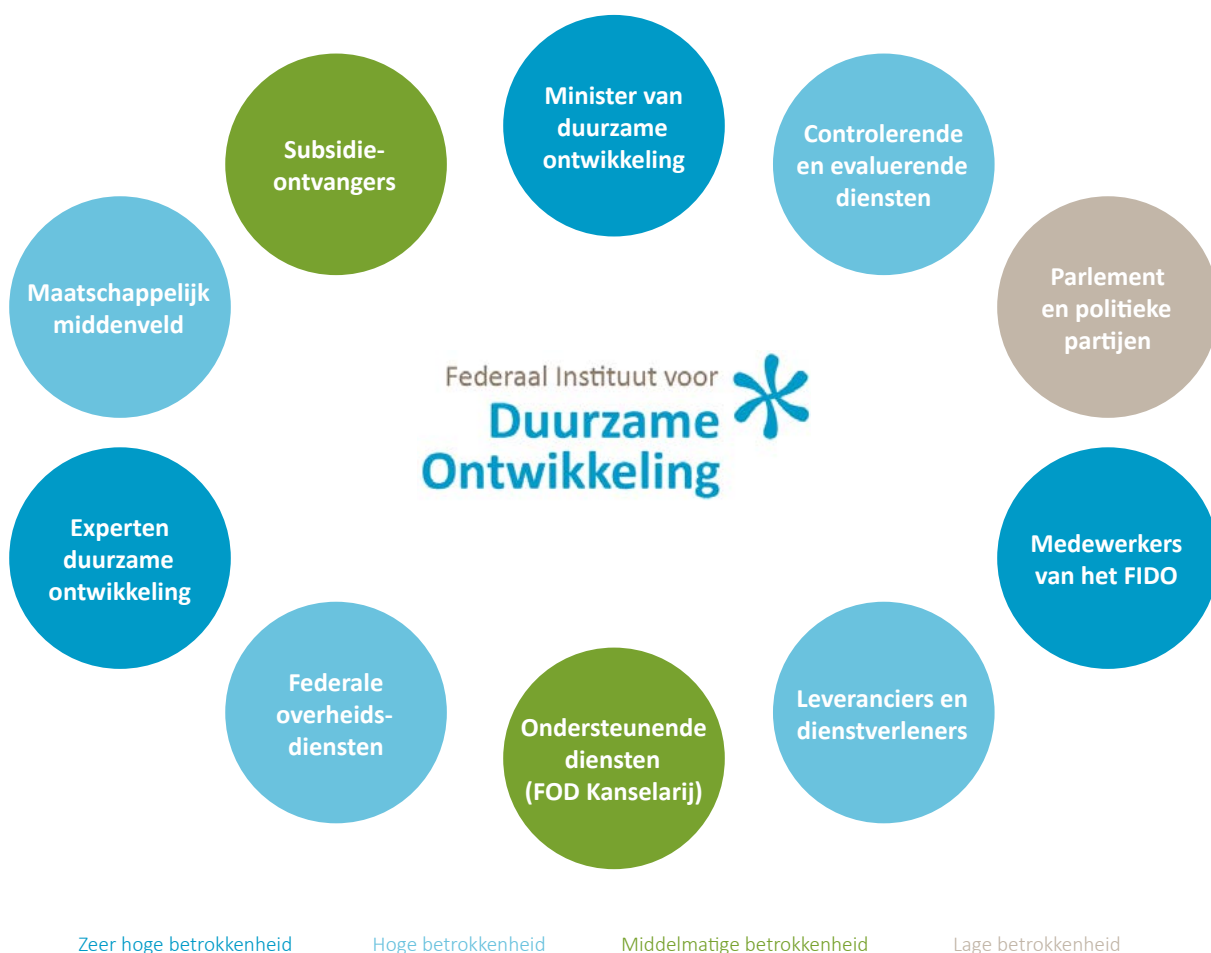 Minister van
duurzame
ontwikkeling
Subsidie-
ontvangers
Controlerende
en evaluerende
diensten
Maatschappelijk
middenveld
Parlement
en politieke
partijen
Federaal Instituut voor
Duurzame
Ontwikkeling
Experten
duurzame
ontwikkeling
Medewerkers
van het FIDO
Federale
overheids-
diensten
Leveranciers en
dienstverleners
Ondersteunende
diensten
(FOD Kanselarij)
Zeer hoge betrokkenheid
Hoge betrokkenheid
Middelmatige betrokkenheid
Lage betrokkenheid